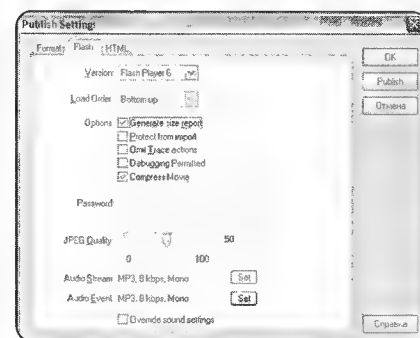 Publish Settings
Formats Flash HTML
OK
Publish
Отмена
Version: Flash Player 6
Load Order: Bottom up
Options: Generate size report
Protect from import
Omit Trace actions
Debugging Permitted
Compress Movie
Password:
JPEG Quality: 50
0 100
Audio Stream: MP3, 8 kbps, Mono Set
Audio Event: MP3, 8 kbps, Mono Set
Override sound settings
Справка